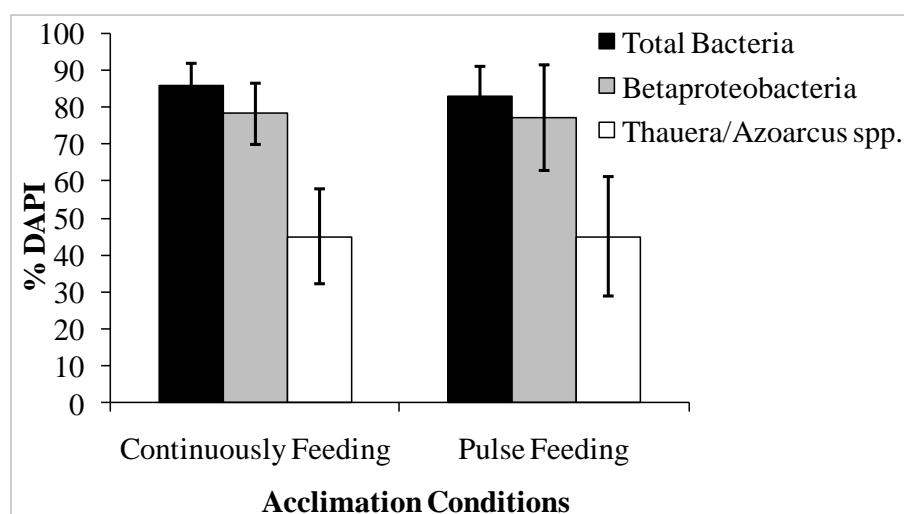 100
90
80
70
60
50
40
30
20
10
0
% DAPI
Total Bacteria
Betaproteobacteria
Thauera/Azoarcus spp.
Continuously Feeding
Pulse Feeding
Acclimation Conditions